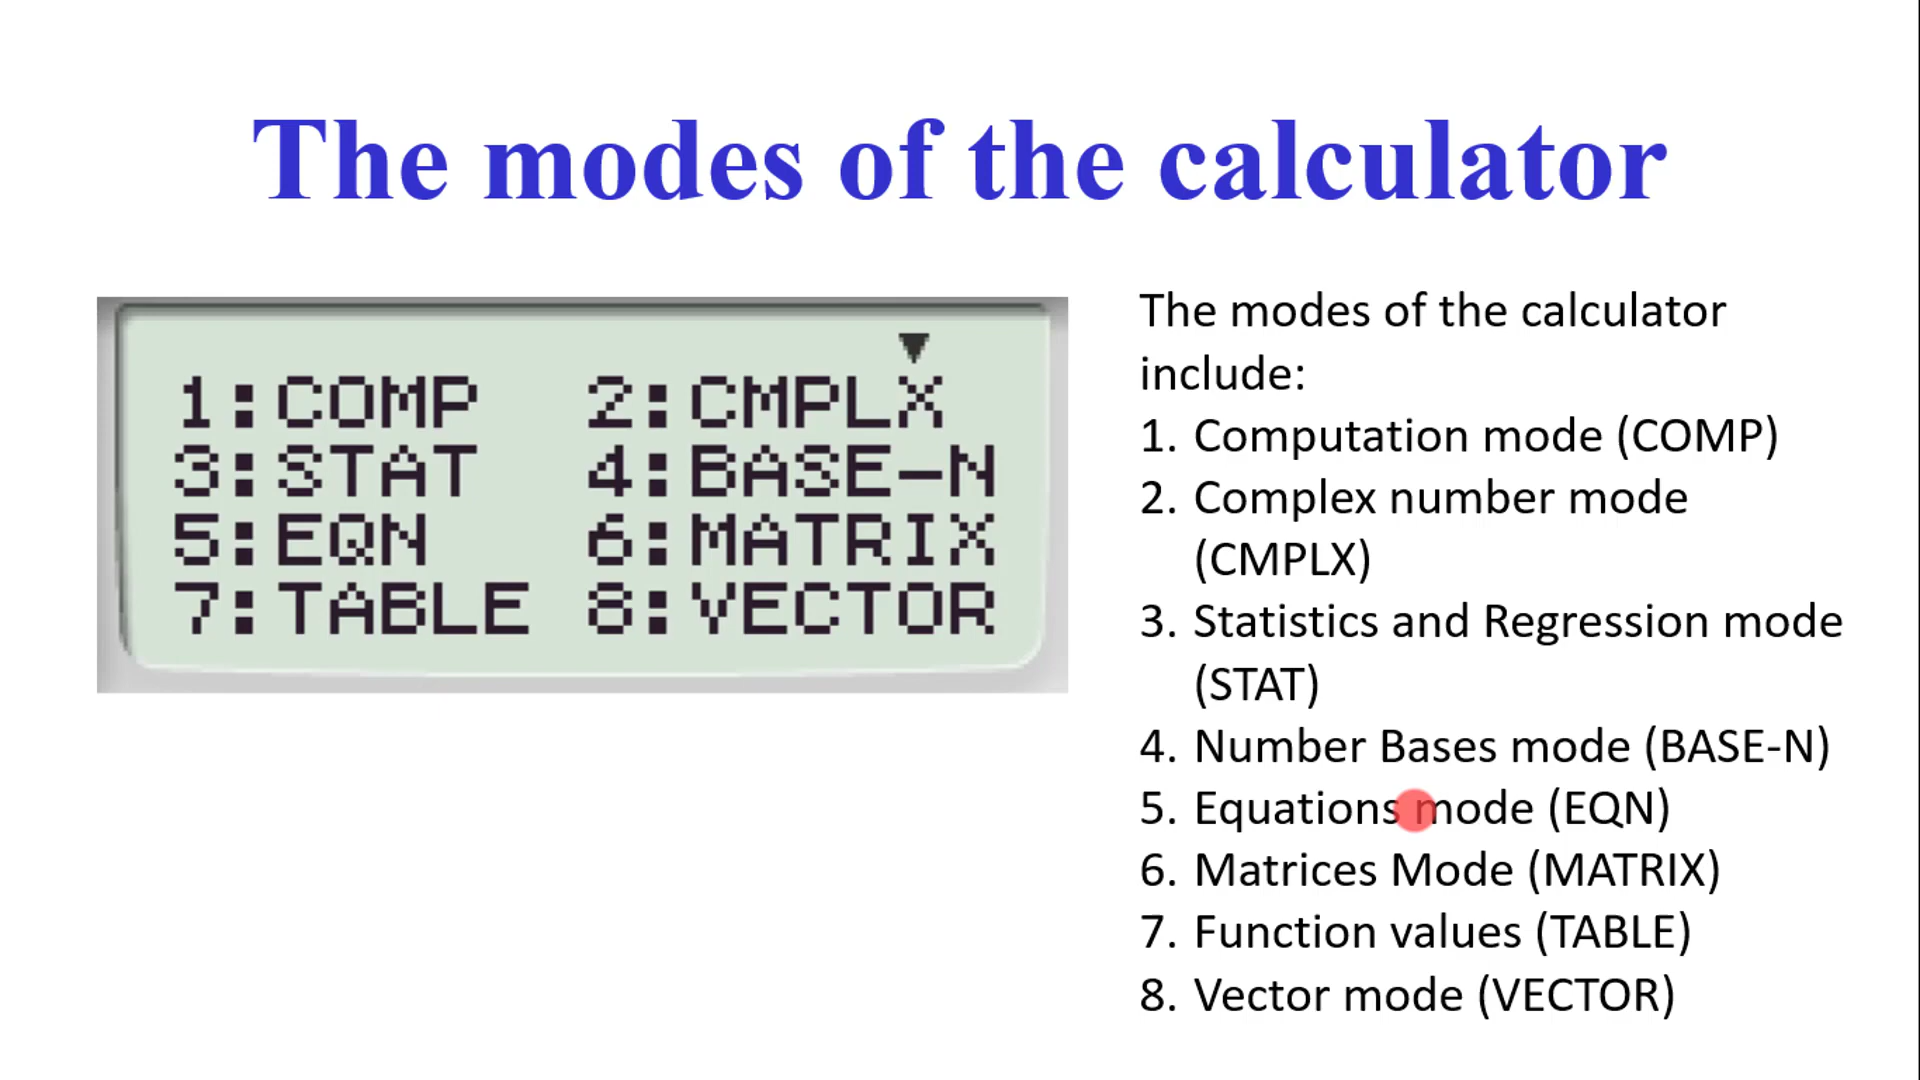 The modes of the calculator
1:COMP 2:CMPLX
3:STAT 4:BASE-N
5:EQN 6:MATRIX
7:TABLE 8:VECTOR
The modes of the calculator
include:
1. Computation mode (COMP)
2. Complex number mode
(CMPLX)
3. Statistics and Regression mode
(STAT)
4. Number Bases mode (BASE-N)
5. Equations mode (EQN)
6. Matrices Mode (MATRIX)
7. Function values (TABLE)
8. Vector mode (VECTOR)